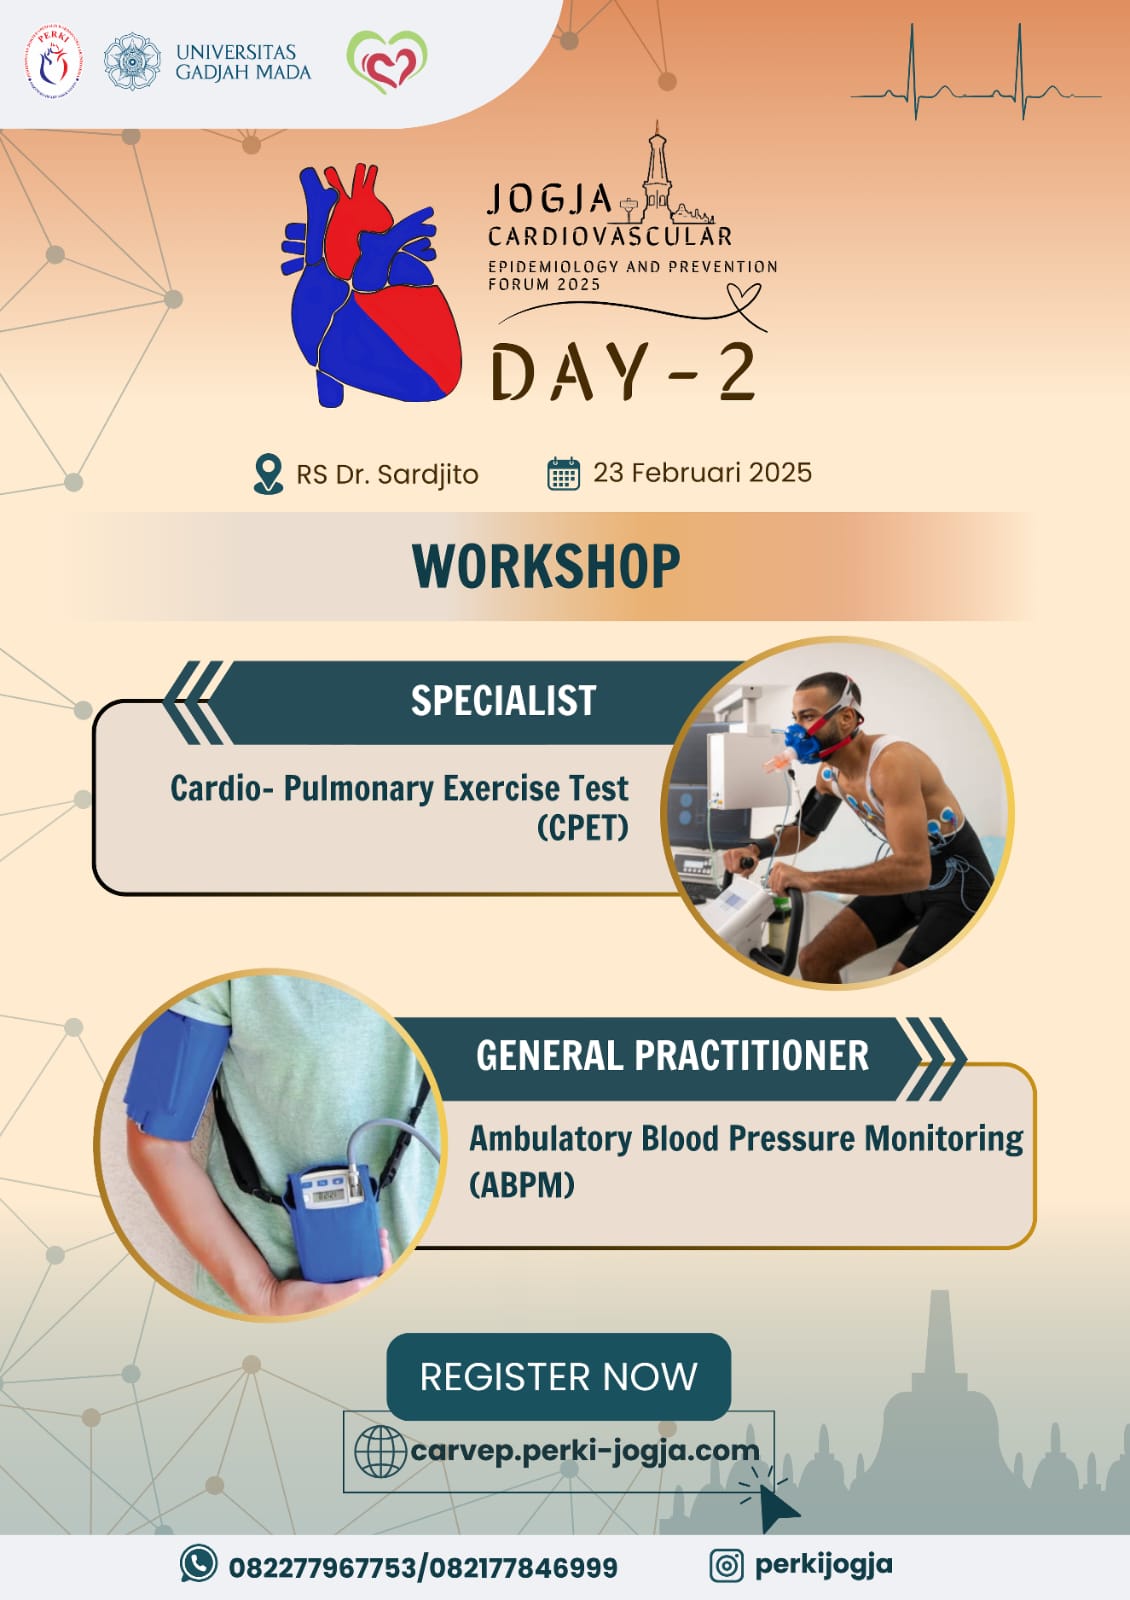 PERKI
UNIVERSITAS
GADJAH MADA
JOGJA
CARDIOVASCULAR
EPIDEMIOLOGY AND PREVENTION
FORUM 2025
DAY-2
RS Dr. Sardjito
23 Februari 2025
WORKSHOP
SPECIALIST
Cardio- Pulmonary Exercise Test
(CPET)
GENERAL PRACTITIONER
Ambulatory Blood Pressure Monitoring
(ABPM)
REGISTER NOW
carvep.perki-jogja.com
082277967753/082177846999
perkijogja